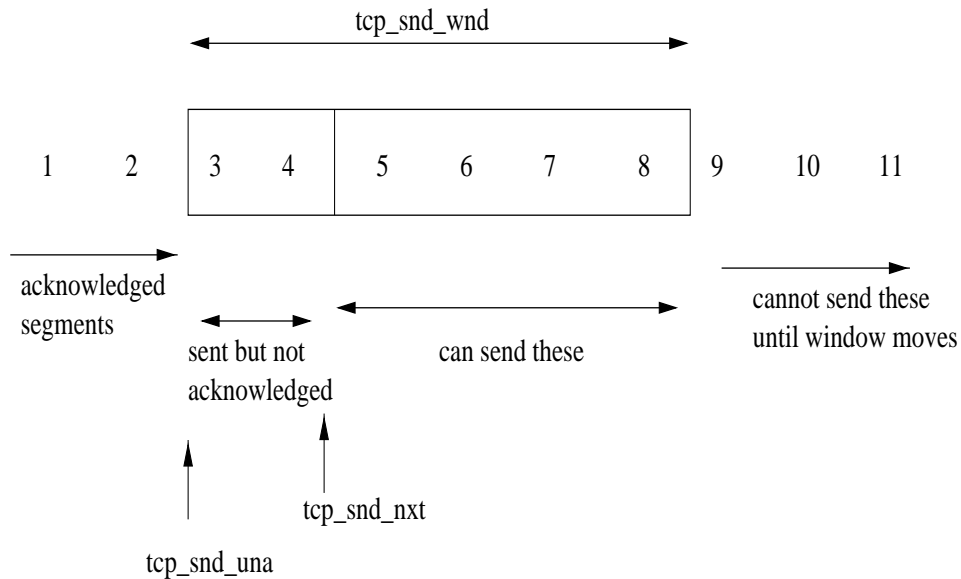 tcp_snd_wnd
1 2 3 4 5 6 7 8 9 10 11
acknowledged
segments
sent but not
acknowledged
can send these
cannot send these
until window moves
tcp_snd_nxt
tcp_snd_una